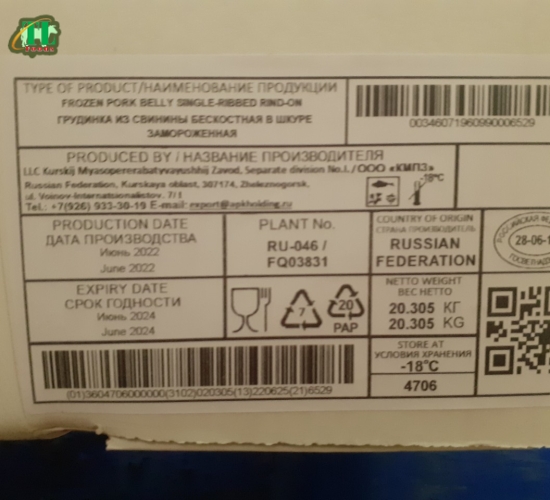 TYPE OF PRODUCT/НАИМЕНОВАНИЕ ПРОДУКЦИИ
FROZEN PORK BELLY SINGLE-RIBBED RIND-ON
ГРУДИНКА ИЗ СВИНИНЫ БЕСКОСТНАЯ В ШКУРЕ
ЗАМОРОЖЕННАЯ
00346071960990006529
PRODUCED BY / НАЗВАНИЕ ПРОИЗВОДИТЕЛЯ
LLC Kurskij Myasopererabatyvayushhij Zavod, Separate division No.1. / ООО «КМПЗ»
Russian Federation, Kurskaya oblast, 307174, Zheleznogorsk,
ul. Voinov-Internatsionalistov, 7/1
Tel.: +7(926) 933-30-19 E-mail: export@apkholding.ru
-18°C
PRODUCTION DATE
ДАТА ПРОИЗВОДСТВА
Июнь 2022
June 2022
PLANT No.
RU-046 /
FQ03831
COUNTRY OF ORIGIN
СТРАНА ПРОИЗВОДИТЕЛЬ
RUSSIAN
FEDERATION
28-06-1
EXPIRY DATE
СРОК ГОДНОСТИ
Июнь 2024
June 2024
7
20
PAP
NETTO WEIGHT
ВЕС НЕТТО
20.305 КГ
20.305 KG
STORE AT
УСЛОВИЯ ХРАНЕНИЯ
-18°C
4706
(01)3604706000000(3102)020305(13)220625(21)6529